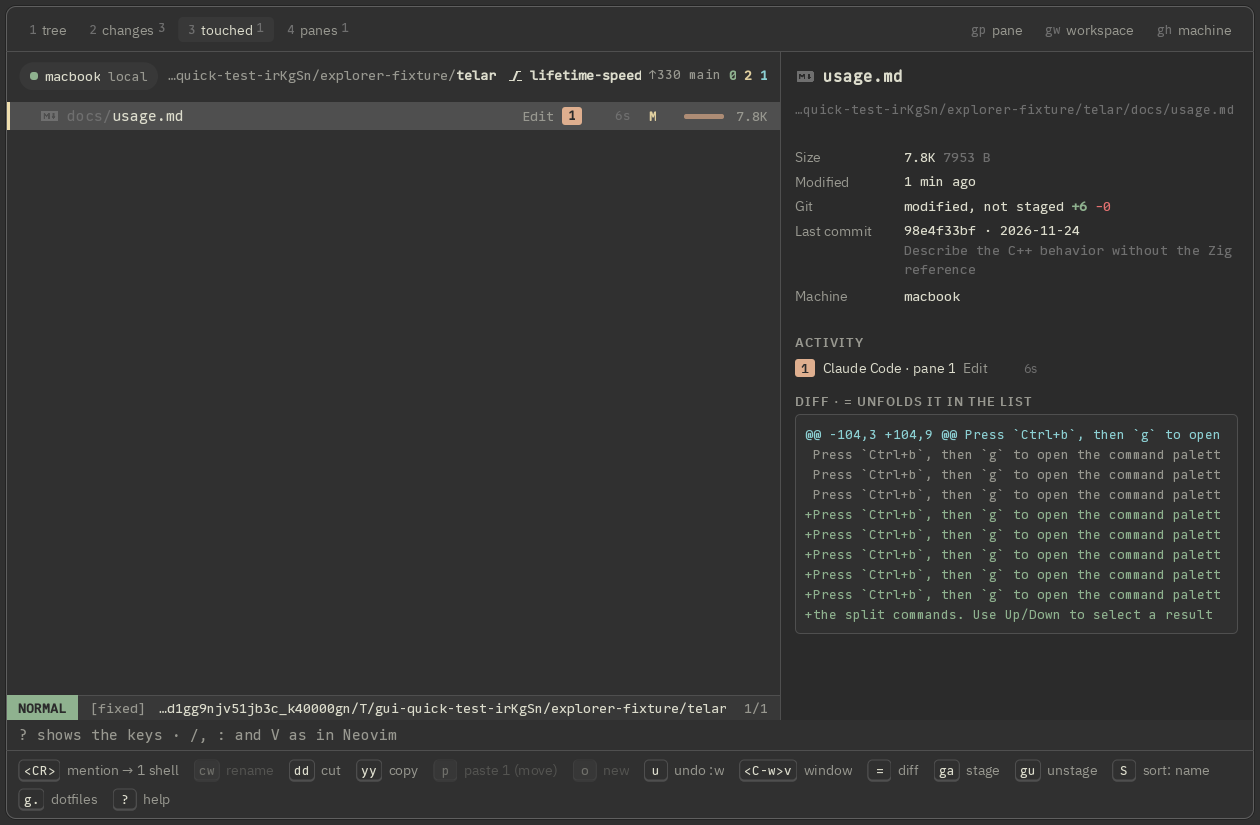 1 tree 2 changes 3 3 touched 1 4 panes 1 gp pane gw workspace gh machine
macbook local …quick-test-irKgSn/explorer-fixture/telar lifetime-speed ↑330 main 0 2 1
docs/usage.md Edit 1 6s M 7.8K
NORMAL [fixed] …d1gg9njv51jb3c_k40000gn/T/gui-quick-test-irKgSn/explorer-fixture/telar 1/1
usage.md
…quick-test-irKgSn/explorer-fixture/telar/docs/usage.md
Size 7.8K 7953 B
Modified 1 min ago
Git modified, not staged +6 -0
Last commit 98e4f33bf · 2026-11-24
Describe the C++ behavior without the Zig
reference
Machine macbook
ACTIVITY
1 Claude Code · pane 1 Edit 6s
DIFF · = UNFOLDS IT IN THE LIST
@@ -104,3 +104,9 @@ Press `Ctrl+b`, then `g` to open
Press `Ctrl+b`, then `g` to open the command palett
Press `Ctrl+b`, then `g` to open the command palett
Press `Ctrl+b`, then `g` to open the command palett
+Press `Ctrl+b`, then `g` to open the command palett
+Press `Ctrl+b`, then `g` to open the command palett
+Press `Ctrl+b`, then `g` to open the command palett
+Press `Ctrl+b`, then `g` to open the command palett
+Press `Ctrl+b`, then `g` to open the command palett
+the split commands. Use Up/Down to select a result
? shows the keys · /, : and V as in Neovim
<CR> mention → 1 shell cw rename dd cut yy copy p paste 1 (move) o new u undo :w <C-w>v window = diff ga stage gu unstage S sort: name
g. dotfiles ? help